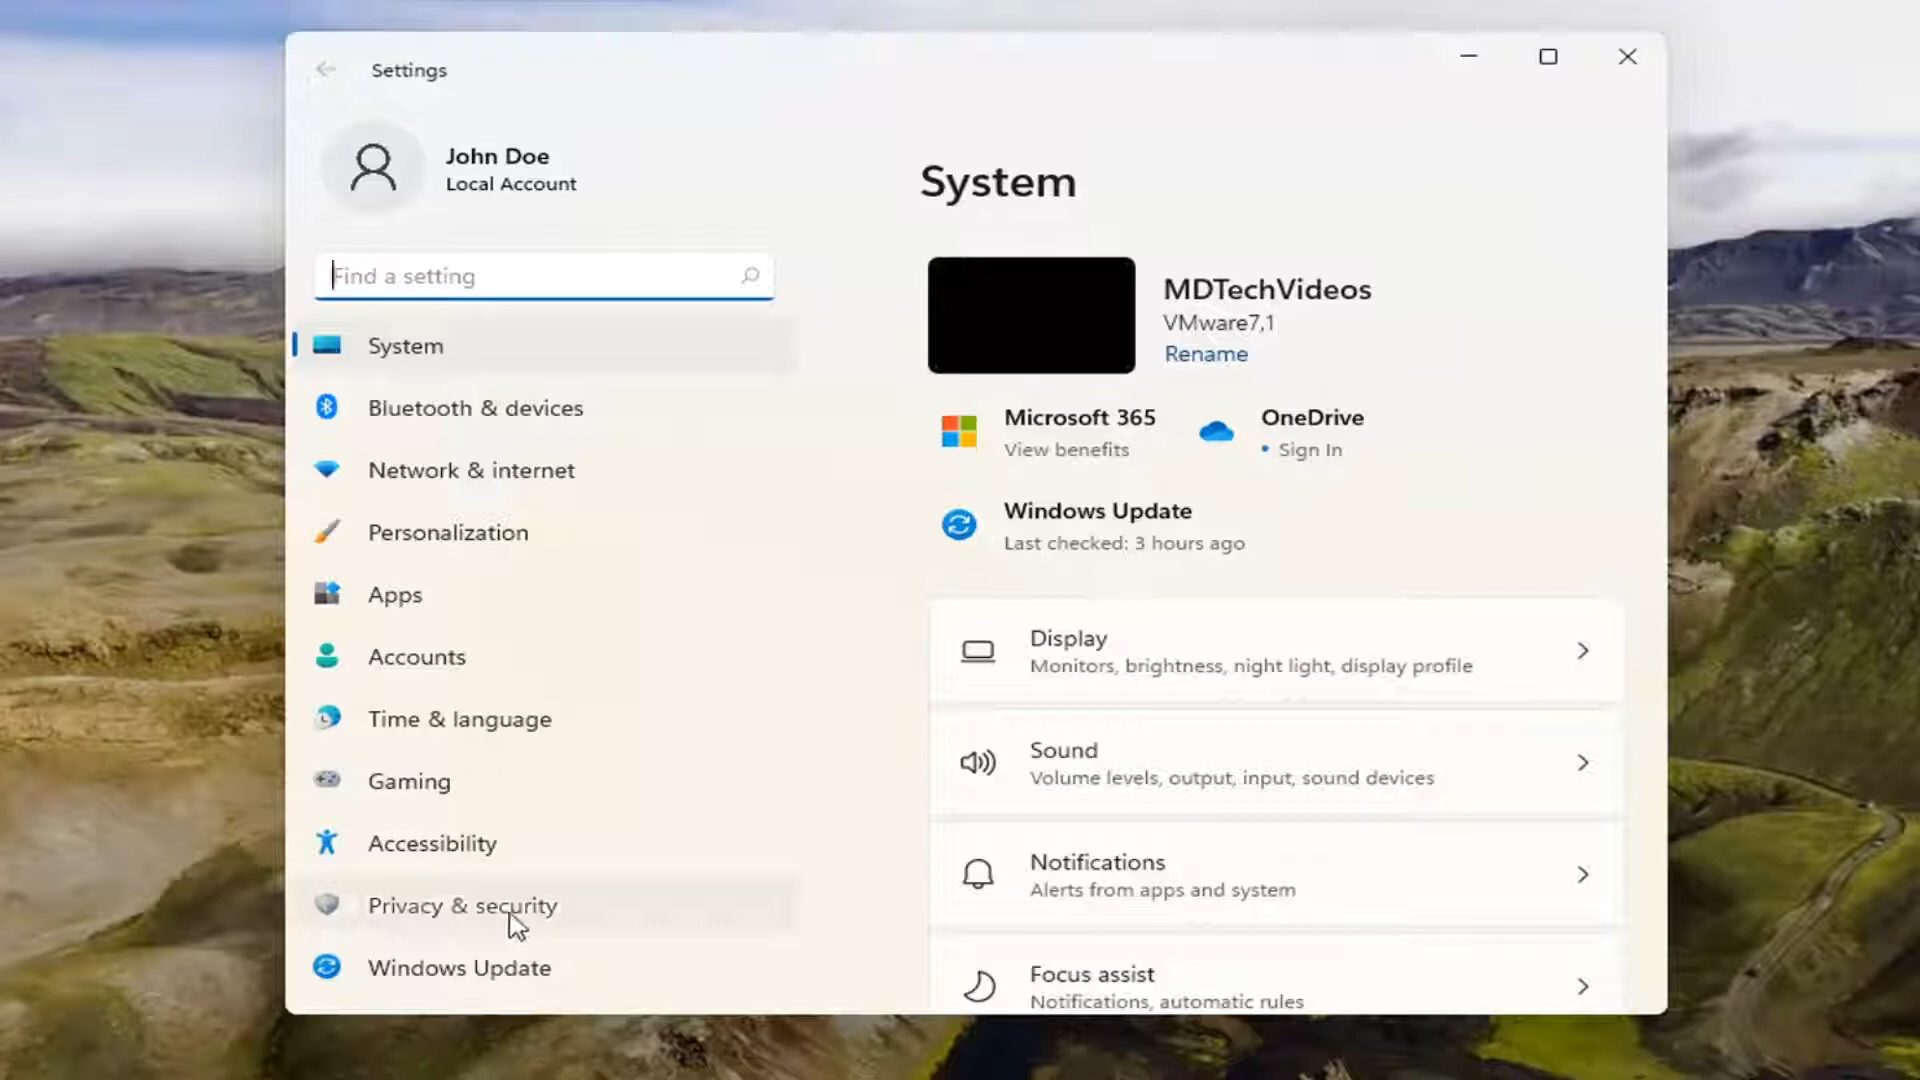 Settings
John Doe
Local Account
Find a setting
System
Bluetooth & devices
Network & internet
Personalization
Apps
Accounts
Time & language
Gaming
Accessibility
Privacy & security
Windows Update
System
MDTechVideos
VMware7,1
Rename
Microsoft 365
View benefits
OneDrive
• Sign In
Windows Update
Last checked: 3 hours ago
Display
Monitors, brightness, night light, display profile
Sound
Volume levels, output, input, sound devices
Notifications
Alerts from apps and system
Focus assist
Notifications, automatic rules